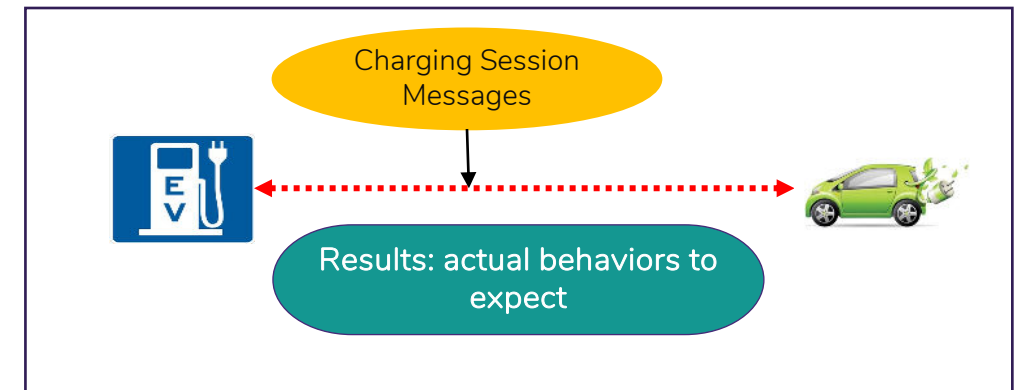 Charging Session
Messages
E
V
Results: actual behaviors to
expect